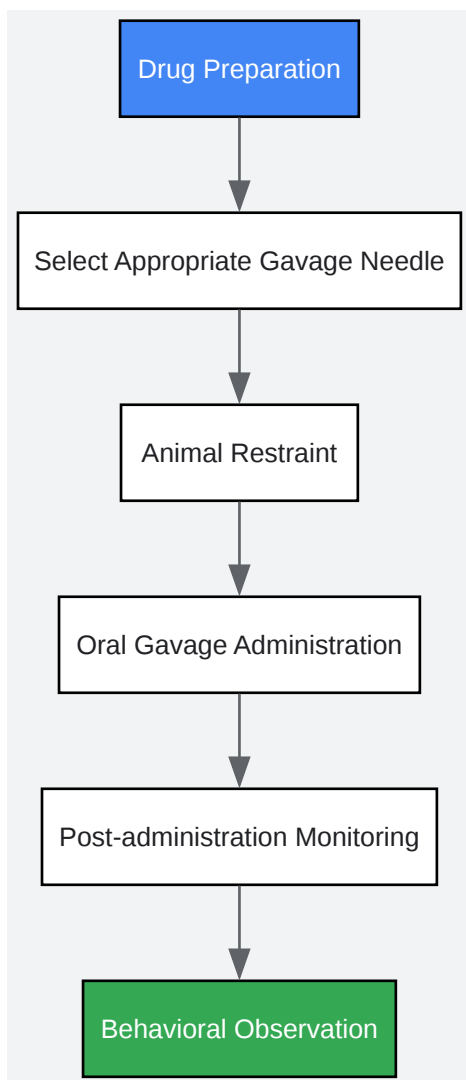 Drug Preparation
Select Appropriate Gavage Needle
Animal Restraint
Oral Gavage Administration
Post-administration Monitoring
Behavioral Observation